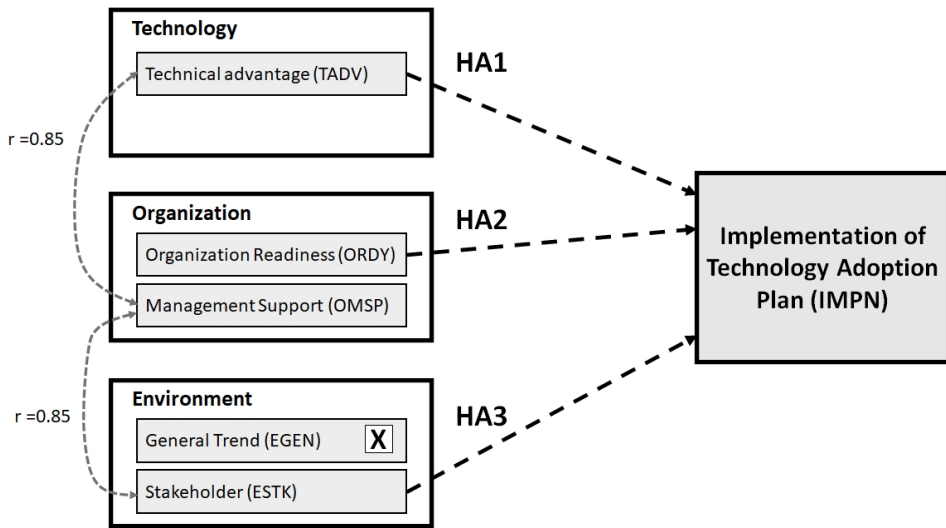 Technology
Technical advantage (TADV)
HA1
r =0.85
Organization
Organization Readiness (ORDY)
Management Support (OMSP)
HA2
Implementation of
Technology Adoption
Plan (IMPN)
r =0.85
Environment
General Trend (EGEN) X
Stakeholder (ESTK)
HA3